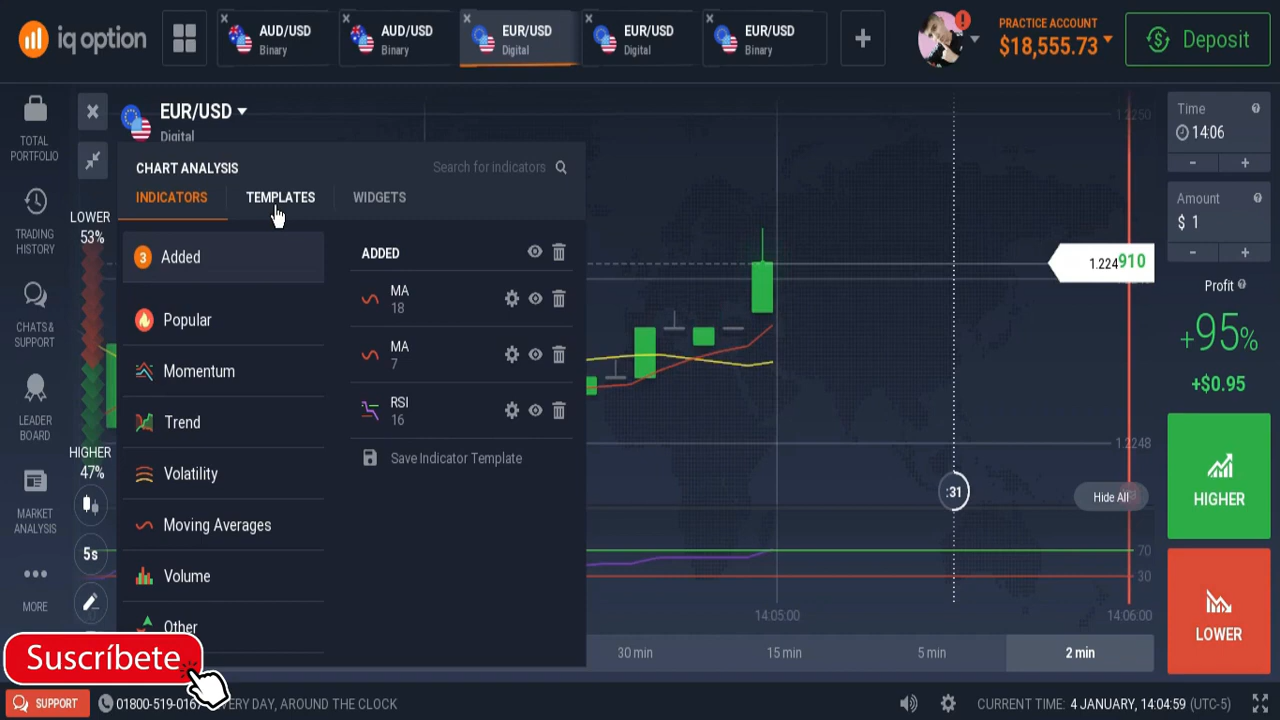 iq option
AUD/USD
Binary
AUD/USD
Binary
EUR/USD
Digital
EUR/USD
Digital
EUR/USD
Binary
PRACTICE ACCOUNT
$18,555.73
Deposit
TOTAL
PORTFOLIO
TRADING
HISTORY
CHATS &
SUPPORT
LEADER
BOARD
MARKET
ANALYSIS
MORE
EUR/USD
Digital
LOWER
53%
HIGHER
47%
5s
CHART ANALYSIS
Search for indicators
INDICATORS
TEMPLATES
WIDGETS
3 Added
Popular
Momentum
Trend
Volatility
Moving Averages
Volume
Other
ADDED
MA
18
MA
7
RSI
16
Save Indicator Template
1.2250
1.224910
1.2248
:31
Hide All
70
30
14:05:00
14:06:00
30 min
15 min
5 min
2 min
Time
14:06
- +
Amount
$ 1
- +
Profit
+95%
+$0.95
HIGHER
LOWER
Suscríbete
SUPPORT
01800-519-016
EVERY DAY, AROUND THE CLOCK
CURRENT TIME: 4 JANUARY, 14:04:59 (UTC-5)